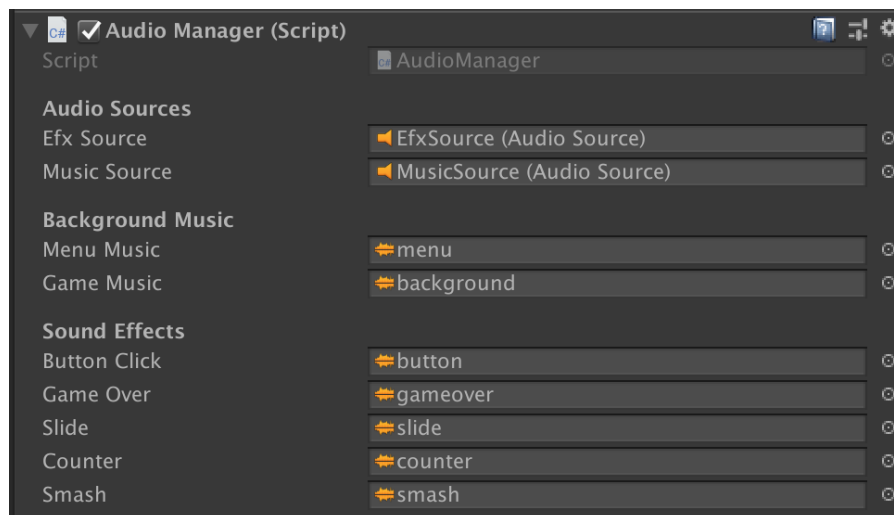 C# Audio Manager (Script)
Script C# AudioManager
Audio Sources
Efx Source EfxSource (Audio Source)
Music Source MusicSource (Audio Source)
Background Music
Menu Music menu
Game Music background
Sound Effects
Button Click button
Game Over gameover
Slide slide
Counter counter
Smash smash